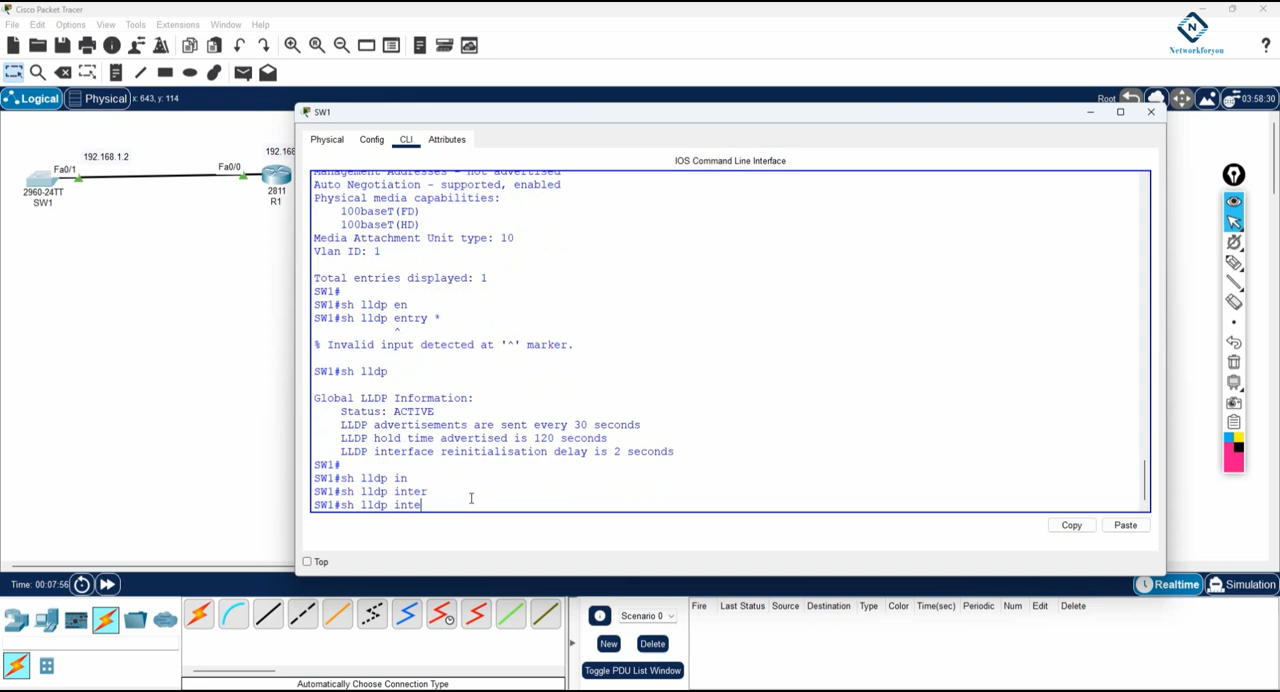 Cisco Packet Tracer
File Edit Options View Tools Extensions Window Help
N
Networkforyou
?
Logical Physical x: 643, y: 114 Root 03:58:30
SW1
Physical Config CLI Attributes
192.168.1.2 192.168
Fa0/1 Fa0/0
2960-24TT
SW1
2811
R1
IOS Command Line Interface
Management Addresses - not advertised
Auto Negotiation - supported, enabled
Physical media capabilities:
100baseT(FD)
100baseT(HD)
Media Attachment Unit type: 10
Vlan ID: 1
Total entries displayed: 1
SW1#
SW1#sh lldp en
SW1#sh lldp entry *
^
% Invalid input detected at '^' marker.
SW1#sh lldp
Global LLDP Information:
Status: ACTIVE
LLDP advertisements are sent every 30 seconds
LLDP hold time advertised is 120 seconds
LLDP interface reinitialisation delay is 2 seconds
SW1#
SW1#sh lldp in
SW1#sh lldp inter
SW1#sh lldp inte
Copy Paste
Top
Time: 00:07:56 Realtime Simulation
Scenario 0
New Delete
Toggle PDU List Window
Fire Last Status Source Destination Type Color Time(sec) Periodic Num Edit Delete
Automatically Choose Connection Type